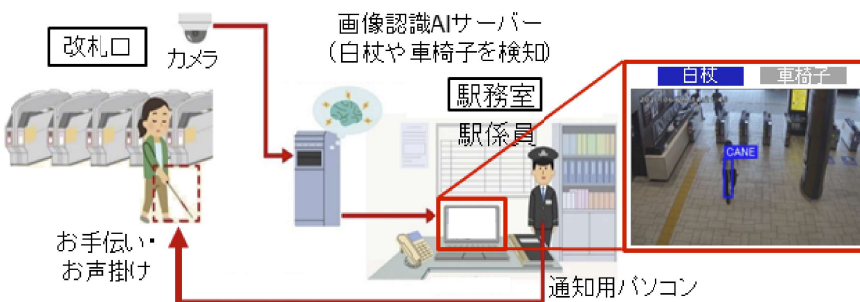 改札口
カメラ
画像認識AIサーバー
(白杖や車椅子を検知)
駅務室
駅係員
白杖
車椅子
CANE
お手伝い・
お声掛け
通知用パソコン